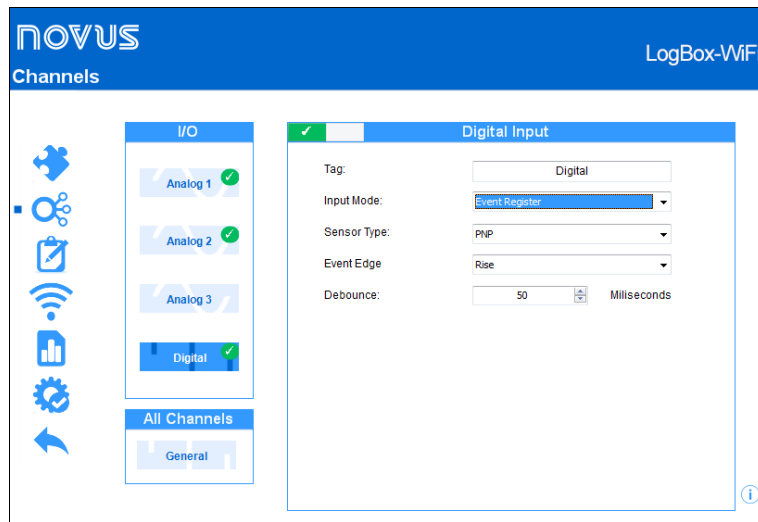 NOVUS
LogBox-WiF
Channels
I/O
Analog 1
Analog 2
Analog 3
Digital
All Channels
General
Digital Input
Tag: Digital
Input Mode: Event Register
Sensor Type: PNP
Event Edge Rise
Debounce: 50 Miliseconds
i